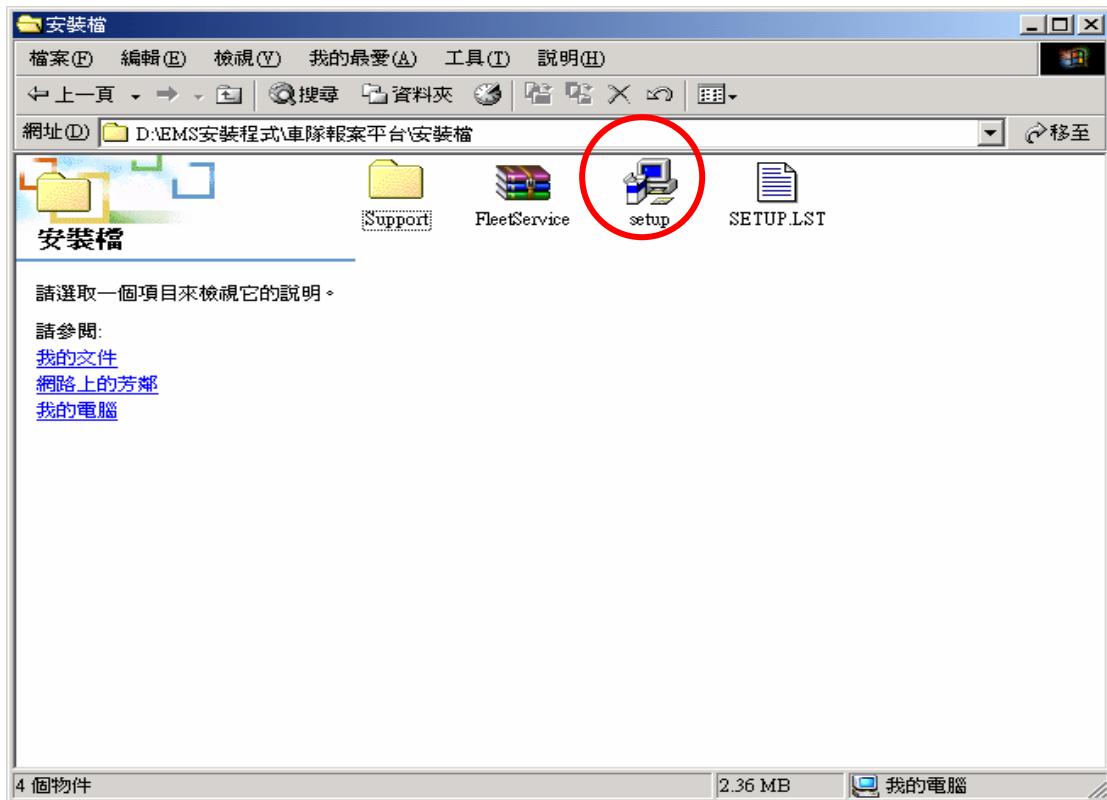 安裝檔
檔案(F) 編輯(E) 檢視(V) 我的最愛(A) 工具(T) 說明(H)
上一頁 搜尋 資料夾
網址(D) D:\EMS安裝程式\車隊報案平台\安裝檔 移至
Support FleetService setup SETUP.LST
安裝檔
請選取一個項目來檢視它的說明。
請參閱:
我的文件
網路上的芳鄰
我的電腦
4 個物件 2.36 MB 我的電腦